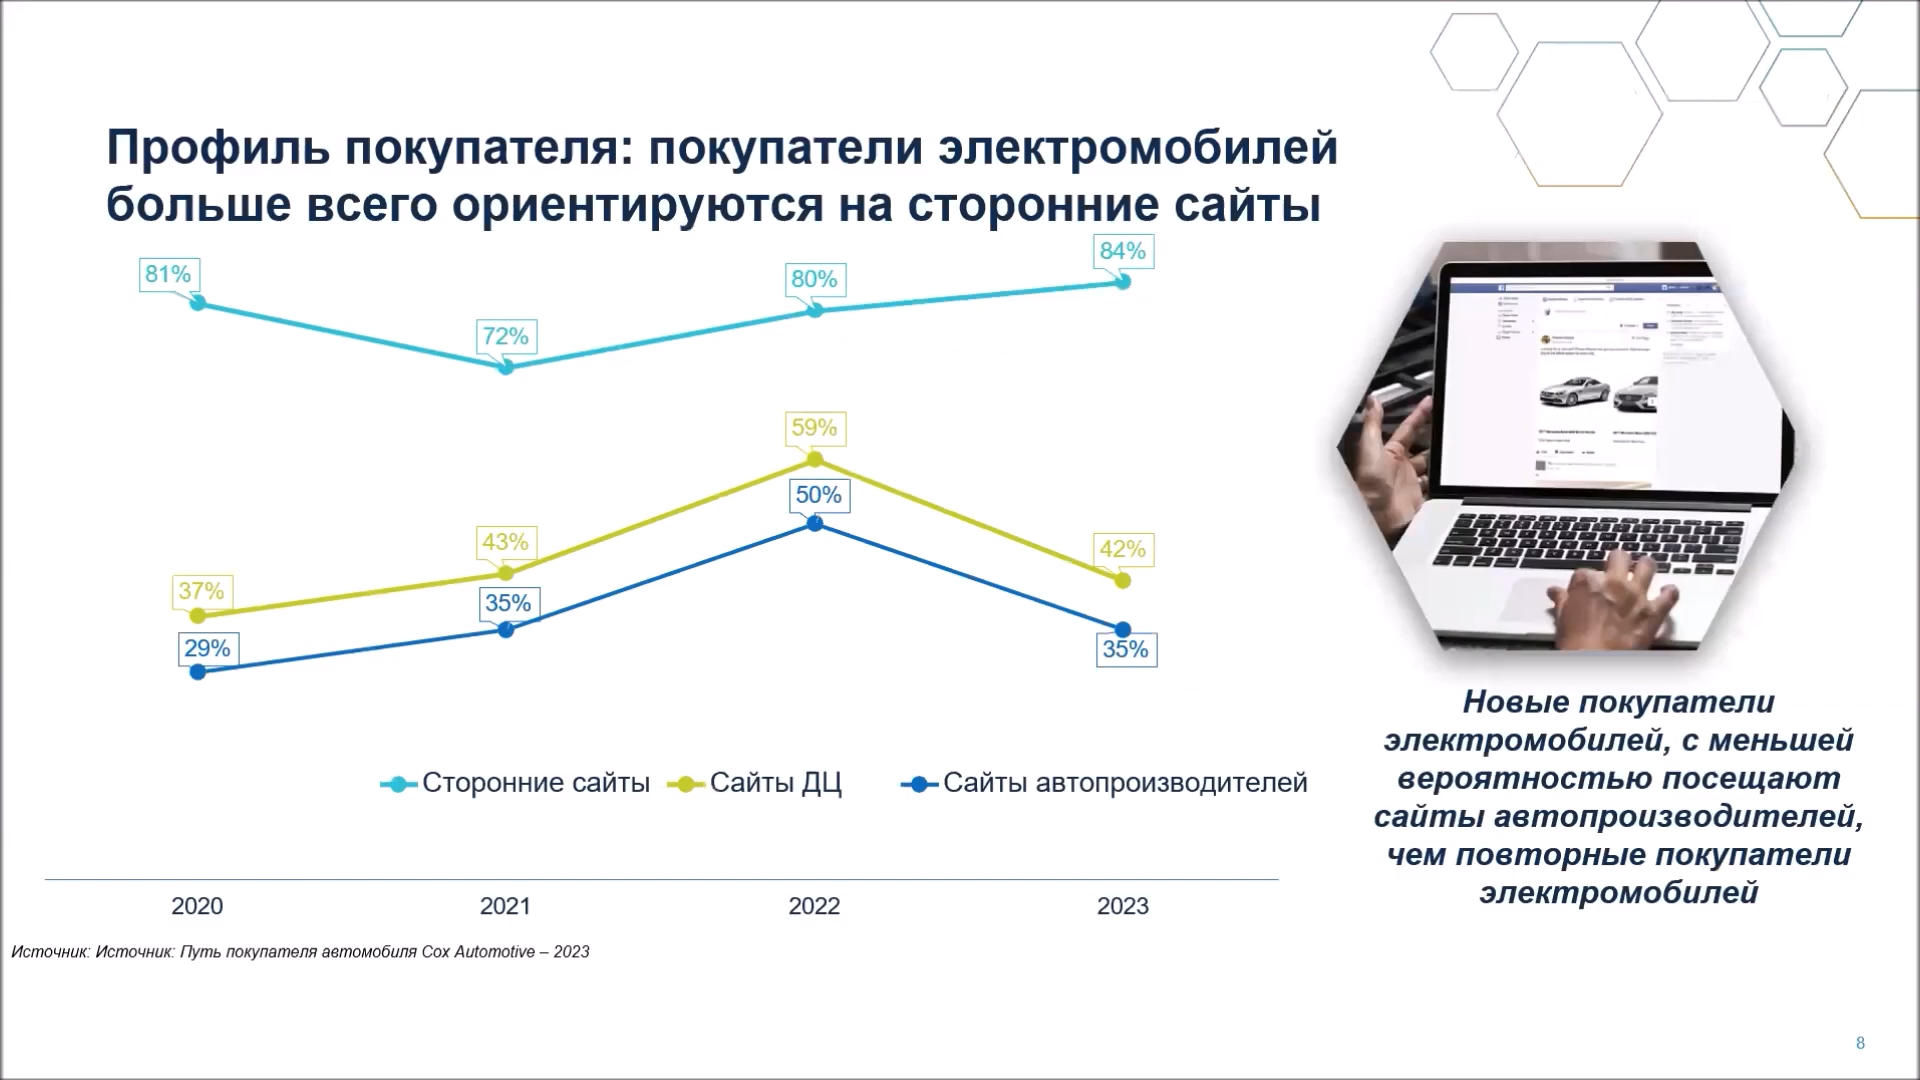 Профиль покупателя: покупатели электромобилей
больше всего ориентируются на сторонние сайты
81%
72%
80%
84%
37%
43%
59%
42%
29%
35%
50%
35%
Сторонние сайты
Сайты ДЦ
Сайты автопроизводителей
2020
2021
2022
2023
Источник: Источник: Путь покупателя автомобиля Cox Automotive – 2023
Новые покупатели
электромобилей, с меньшей
вероятностью посещают
сайты автопроизводителей,
чем повторные покупатели
электромобилей
8